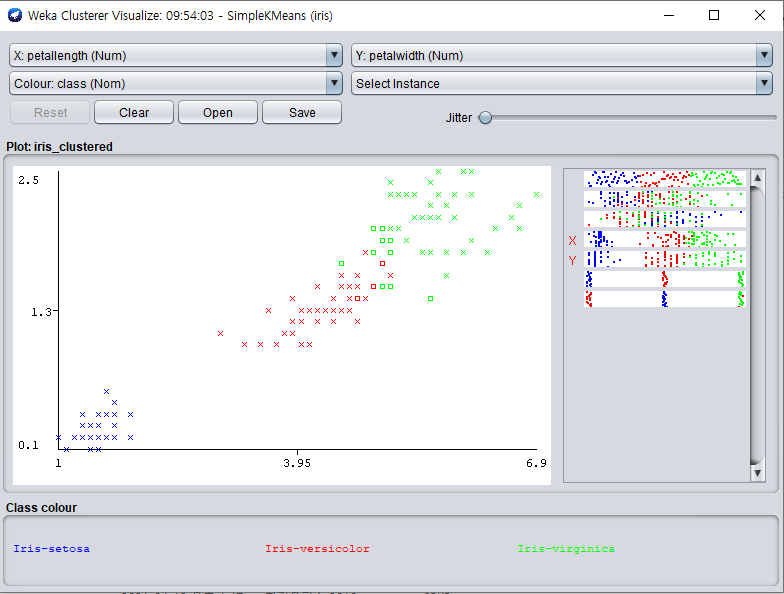 Weka Clusterer Visualize: 09:54:03 - SimpleKMeans (iris)
X: petallength (Num) Y: petalwidth (Num)
Colour: class (Nom) Select Instance
Reset Clear Open Save Jitter
Plot: iris_clustered
2.5
X
Y
1.3
0.1
1 3.95 6.9
Class colour
Iris-setosa Iris-versicolor Iris-virginica